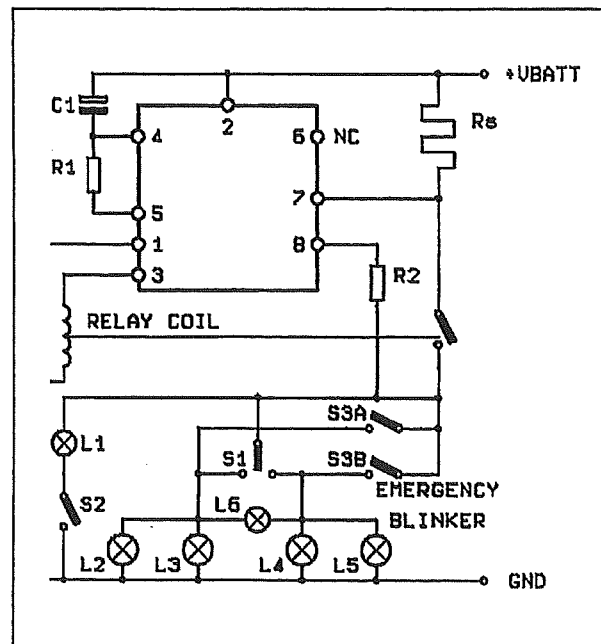 +VBATT
C1
4
2
6 NC
Rs
R1
5
7
1
8
3
R2
RELAY COIL
S3A
L1
S1
S3B
S2
EMERGENCY
L6
BLINKER
L2
L3
L4
L5
GND